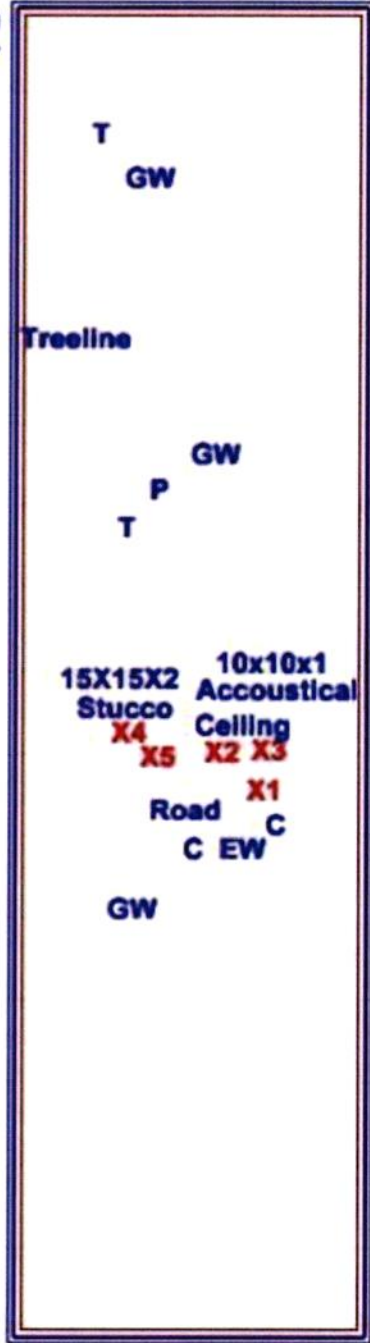 T
GW
Treeline
GW
P
T
10x10x1
15X15X2 Accoustical
Stucco Ceiling
X4
X5 X2 X3
X1
Road
C
C EW
GW